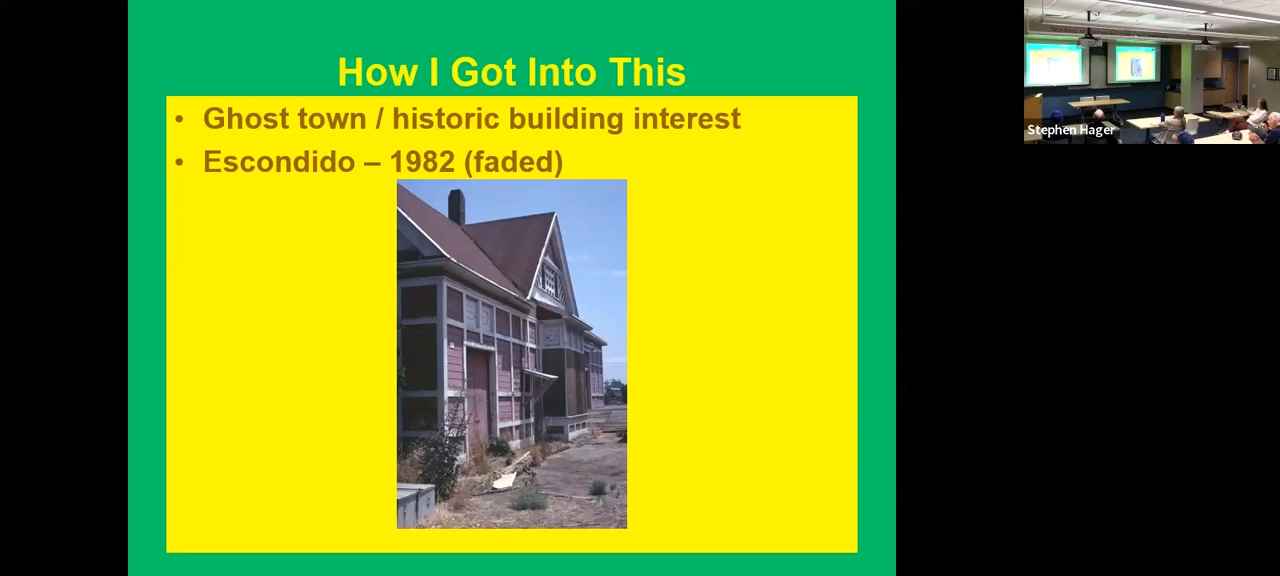 How I Got Into This
• Ghost town / historic building interest
• Escondido – 1982 (faded)
Stephen Hager